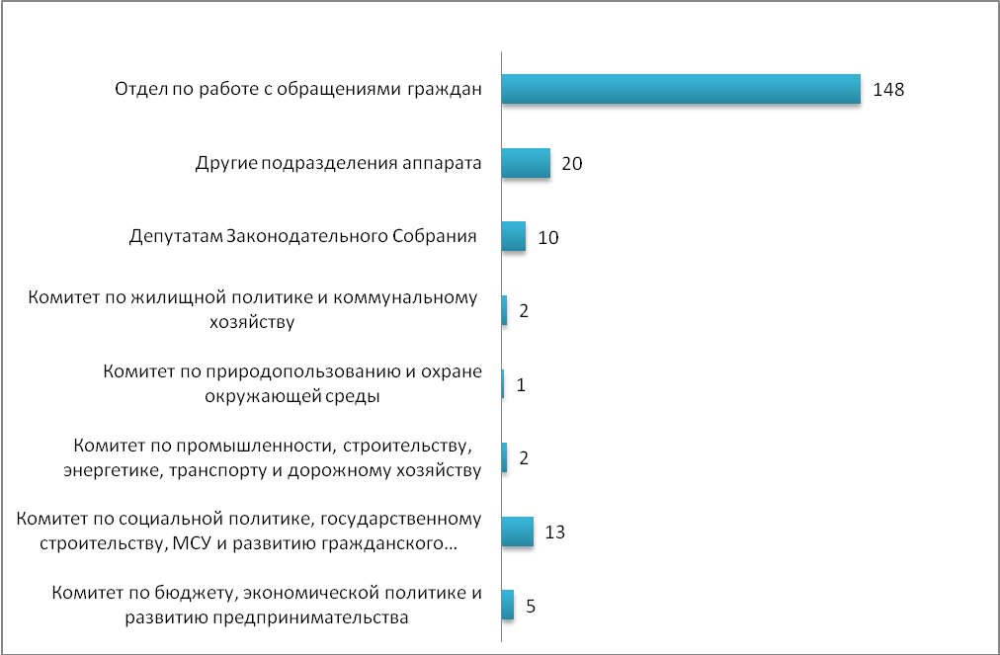 Отдел по работе с обращениями граждан
148
Другие подразделения аппарата
20
Депутатам Законодательного Собрания
10
Комитет по жилищной политике и коммунальному
хозяйству
2
Комитет по природопользованию и охране
окружающей среды
1
Комитет по промышленности, строительству,
энергетике, транспорту и дорожному хозяйству
2
Комитет по социальной политике, государственному
строительству, МСУ и развитию гражданского...
13
Комитет по бюджету, экономической политике и
развитию предпринимательства
5